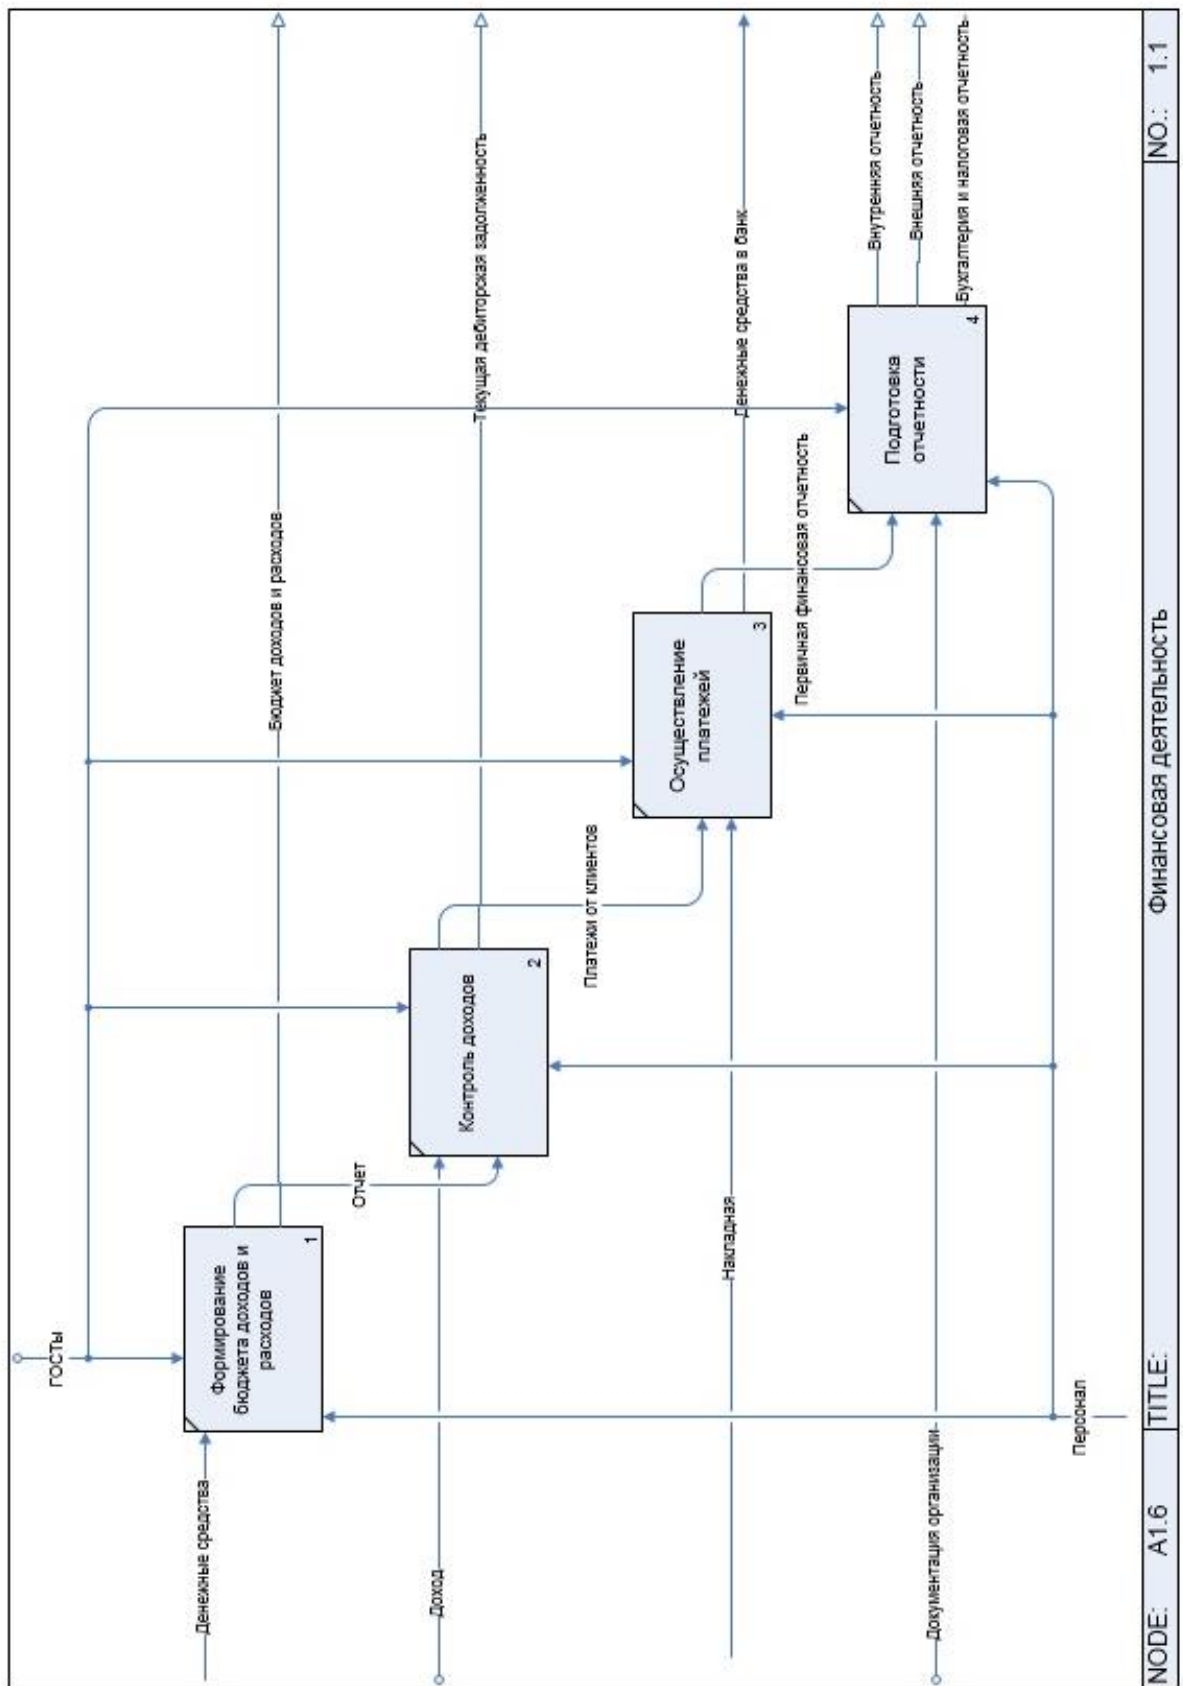 ГОСТЫ
Денежные средства
Формирование
бюджета доходов и
расходов
1
Бюджет доходов и расходов
Отчет
Доход
Контроль доходов
2
Текущая дебиторская задолженность
Платежи от клиентов
Накладная
Осуществление
платежей
3
Денежные средства в банк
Первичная финансовая отчетность
Документация организации
Подготовка
отчетности
4
Внутренняя отчетность
Внешняя отчетность
Бухгалтерия и налоговая отчетность
Персонал
NODE: A1.6
TITLE: Финансовая деятельность
NO.: 1.1